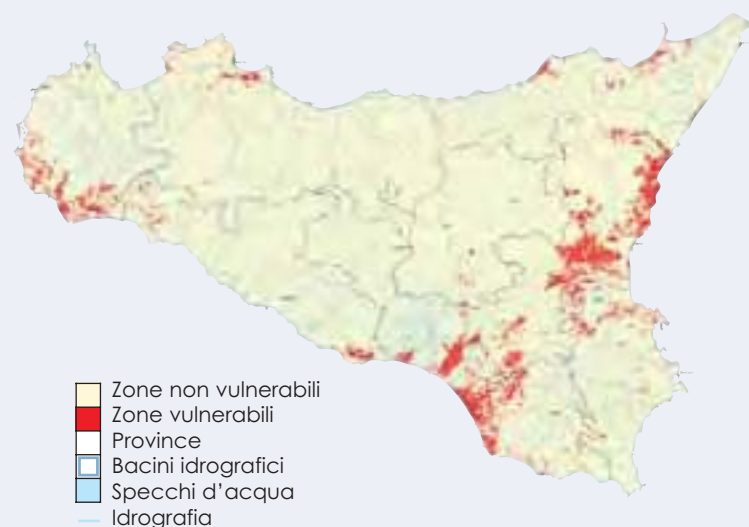 Zone non vulnerabili
Zone vulnerabili
Province
Bacini idrografici
Specchi d'acqua
Idrografia